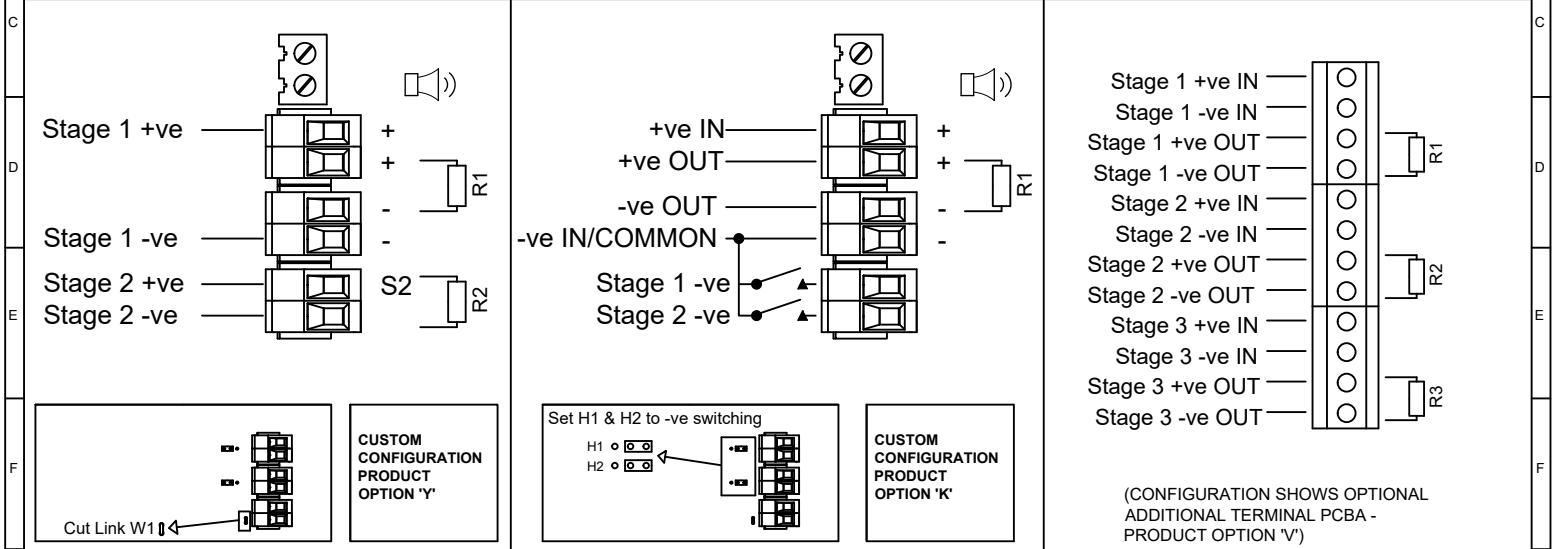 C
D
E
F
Stage 1 +ve
Stage 1 -ve
Stage 2 +ve
Stage 2 -ve
+
+
-
-
S2
R1
R2
Cut Link W1
CUSTOM
CONFIGURATION
PRODUCT
OPTION 'Y'
+ve IN
+ve OUT
-ve OUT
-ve IN/COMMON
Stage 1 -ve
Stage 2 -ve
+
+
-
-
R1
Set H1 & H2 to -ve switching
H1
H2
CUSTOM
CONFIGURATION
PRODUCT
OPTION 'K'
Stage 1 +ve IN
Stage 1 -ve IN
Stage 1 +ve OUT
Stage 1 -ve OUT
Stage 2 +ve IN
Stage 2 -ve IN
Stage 2 +ve OUT
Stage 2 -ve OUT
Stage 3 +ve IN
Stage 3 -ve IN
Stage 3 +ve OUT
Stage 3 -ve OUT
R1
R2
R3
(CONFIGURATION SHOWS OPTIONAL
ADDITIONAL TERMINAL PCBA -
PRODUCT OPTION 'V')
C
D
E
F